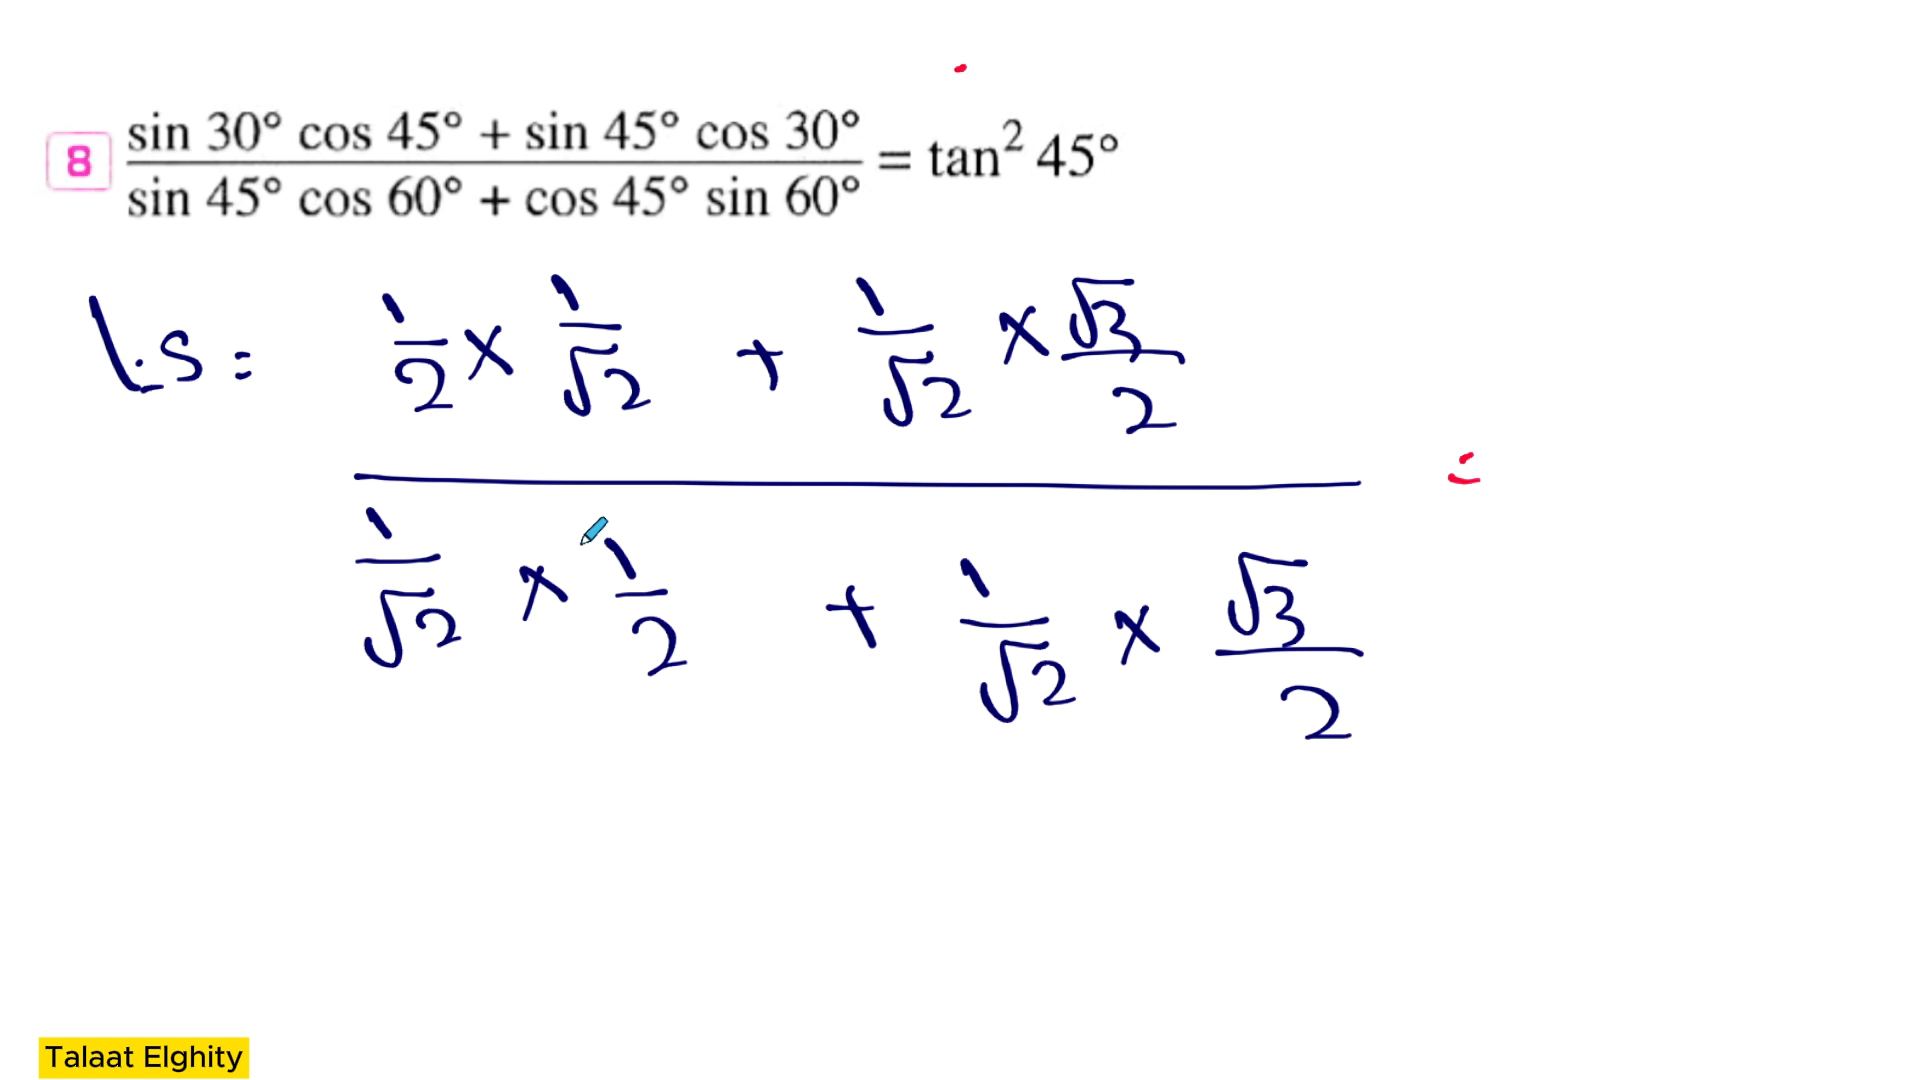 8 (sin 30° cos 45° + sin 45° cos 30°) / (sin 45° cos 60° + cos 45° sin 60°) = tan² 45°
L.S = (1/2 × 1/√2 + 1/√2 × √3/2) / (1/√2 × 1/2 + 1/√2 × √3/2) =
Talaat Elghity